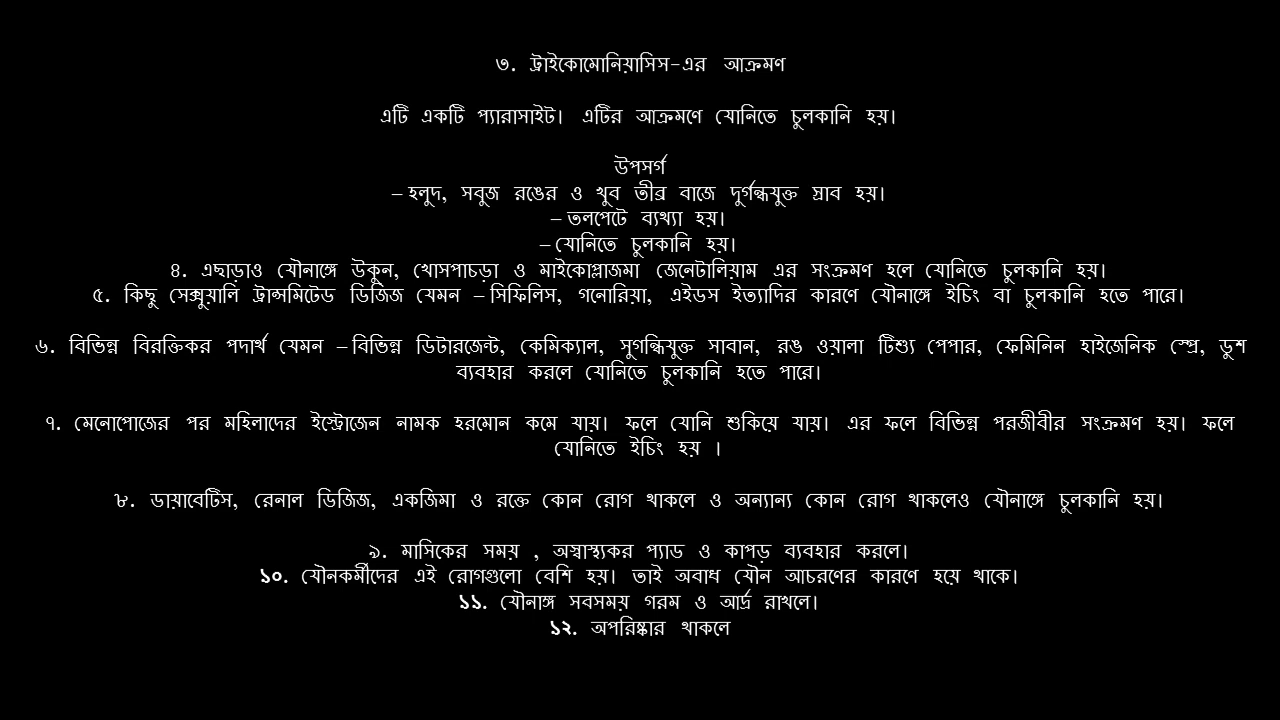 ৩. ট্রাইকোমোনিয়াসিস-এর আক্রমণ
এটি একটি প্যারাসাইট। এটির আক্রমণে যোনিতে চুলকানি হয়।
উপসর্গ
– হলুদ, সবুজ রঙের ও খুব তীব্র বাজে দুর্গন্ধযুক্ত স্রাব হয়।
– তলপেটে ব্যথ্যা হয়।
– যোনিতে চুলকানি হয়।
৪. এছাড়াও যৌনাঙ্গে উকুন, খোসপাচড়া ও মাইকোপ্লাজমা জেনেটালিয়াম এর সংক্রমণ হলে যোনিতে চুলকানি হয়।
৫. কিছু সেক্সুয়ালি ট্রান্সমিটেড ডিজিজ যেমন – সিফিলিস, গনোরিয়া, এইডস ইত্যাদির কারণে যৌনাঙ্গে ইচিং বা চুলকানি হতে পারে।
৬. বিভিন্ন বিরক্তিকর পদার্থ যেমন – বিভিন্ন ডিটারজেন্ট, কেমিক্যাল, সুগন্ধিযুক্ত সাবান, রঙ ওয়ালা টিশ্যু পেপার, ফেমিনিন হাইজেনিক স্প্রে, ডুশ
ব্যবহার করলে যোনিতে চুলকানি হতে পারে।
৭. মেনোপোজের পর মহিলাদের ইস্ট্রোজেন নামক হরমোন কমে যায়। ফলে যোনি শুকিয়ে যায়। এর ফলে বিভিন্ন পরজীবীর সংক্রমণ হয়। ফলে
যোনিতে ইচিং হয় ।
৮. ডায়াবেটিস, রেনাল ডিজিজ, একজিমা ও রক্তে কোন রোগ থাকলে ও অন্যান্য কোন রোগ থাকলেও যৌনাঙ্গে চুলকানি হয়।
৯. মাসিকের সময় , অস্বাস্থ্যকর প্যাড ও কাপড় ব্যবহার করলে।
১০. যৌনকর্মীদের এই রোগগুলো বেশি হয়। তাই অবাধ যৌন আচরণের কারণে হয়ে থাকে।
১১. যৌনাঙ্গ সবসময় গরম ও আর্দ্র রাখলে।
১২. অপরিষ্কার থাকলে